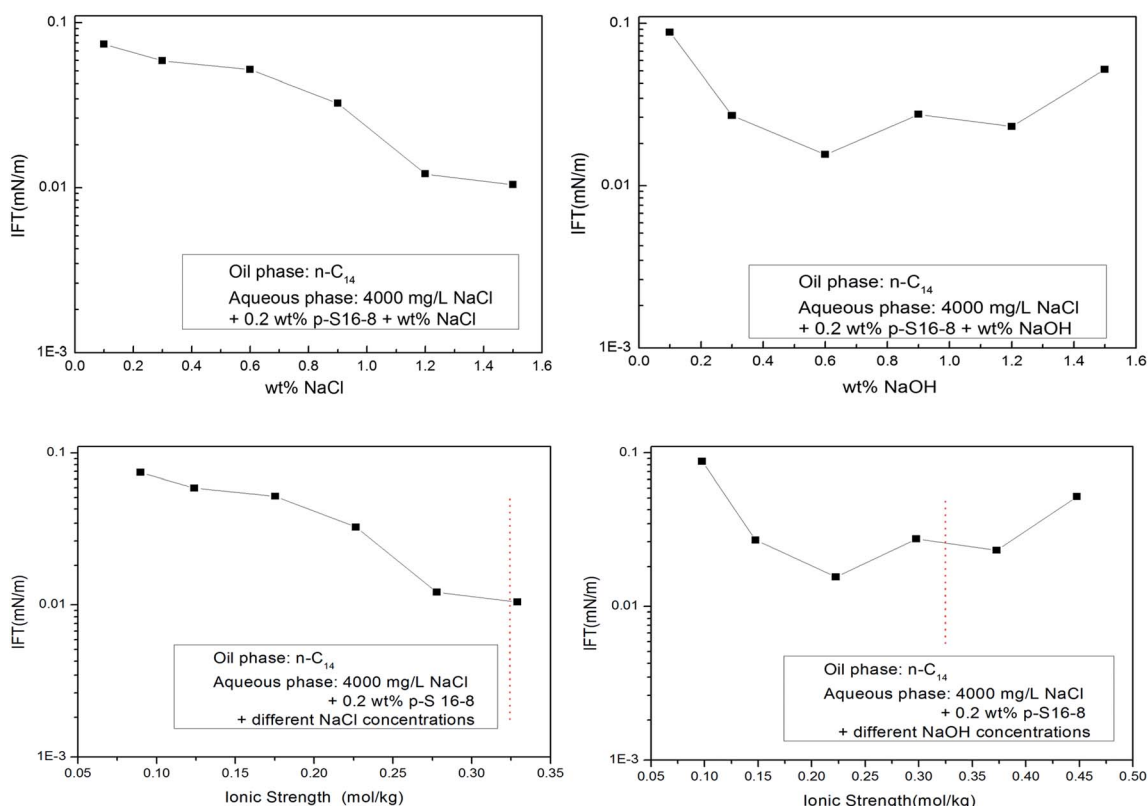 0.1
0.01
1E-3
IFT(mN/m)
Oil phase: n-C₁₄
Aqueous phase: 4000 mg/L NaCl
+ 0.2 wt% p-S16-8 + wt% NaCl
0.0 0.2 0.4 0.6 0.8 1.0 1.2 1.4 1.6
wt% NaCl
0.1
0.01
1E-3
IFT(mN/m)
Oil phase: n-C₁₄
Aqueous phase: 4000 mg/L NaCl
+ 0.2 wt% p-S16-8 + wt% NaOH
0.0 0.2 0.4 0.6 0.8 1.0 1.2 1.4 1.6
wt% NaOH
0.1
0.01
1E-3
IFT(mN/m)
Oil phase: n-C₁₄
Aqueous phase: 4000 mg/L NaCl
+ 0.2 wt% p-S 16-8
+ different NaCl concentrations
0.05 0.10 0.15 0.20 0.25 0.30 0.35
Ionic Strength (mol/kg)
0.1
0.01
1E-3
IFT(mN/m)
Oil phase: n-C₁₄
Aqueous phase: 4000 mg/L NaCl
+ 0.2 wt% p-S16-8
+ different NaOH concentrations
0.05 0.10 0.15 0.20 0.25 0.30 0.35 0.40 0.45 0.50
Ionic Strength(mol/kg)